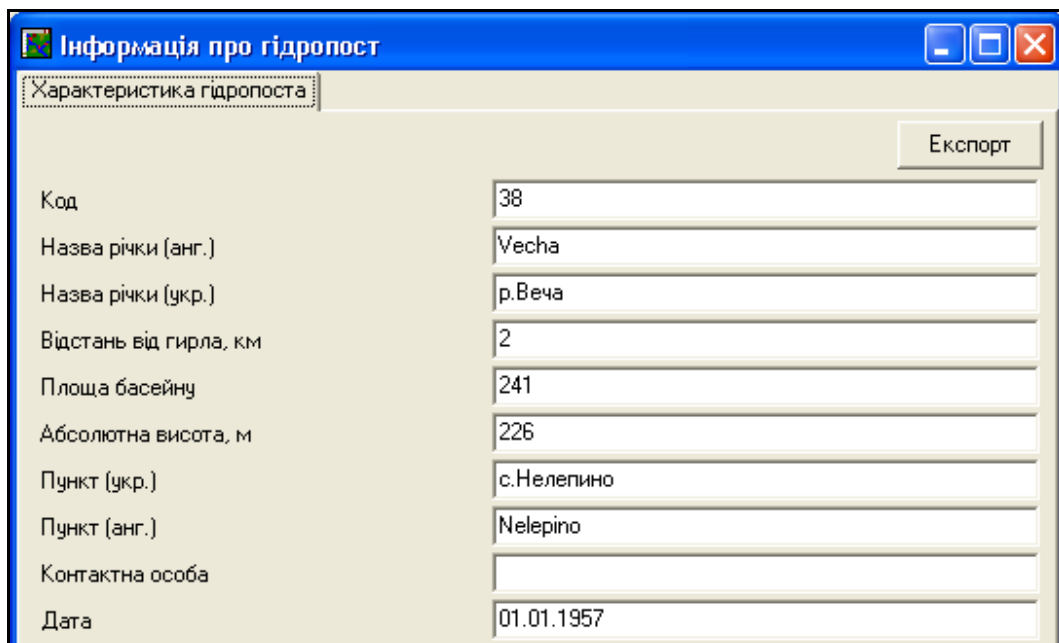 Інформація про гідропост
Характеристика гідропоста
Експорт
Код 38
Назва річки (анг.) Vecha
Назва річки (укр.) р.Веча
Відстань від гирла, км 2
Площа басейну 241
Абсолютна висота, м 226
Пункт (укр.) с.Нелепино
Пункт (анг.) Nelepino
Контактна особа
Дата 01.01.1957